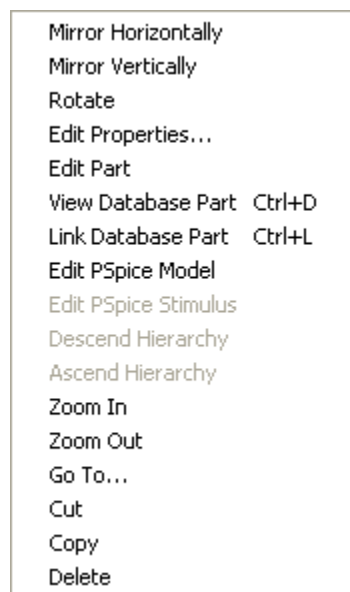 Mirror Horizontally
Mirror Vertically
Rotate
Edit Properties...
Edit Part
View Database Part Ctrl+D
Link Database Part Ctrl+L
Edit PSpice Model
Edit PSpice Stimulus
Descend Hierarchy
Ascend Hierarchy
Zoom In
Zoom Out
Go To...
Cut
Copy
Delete